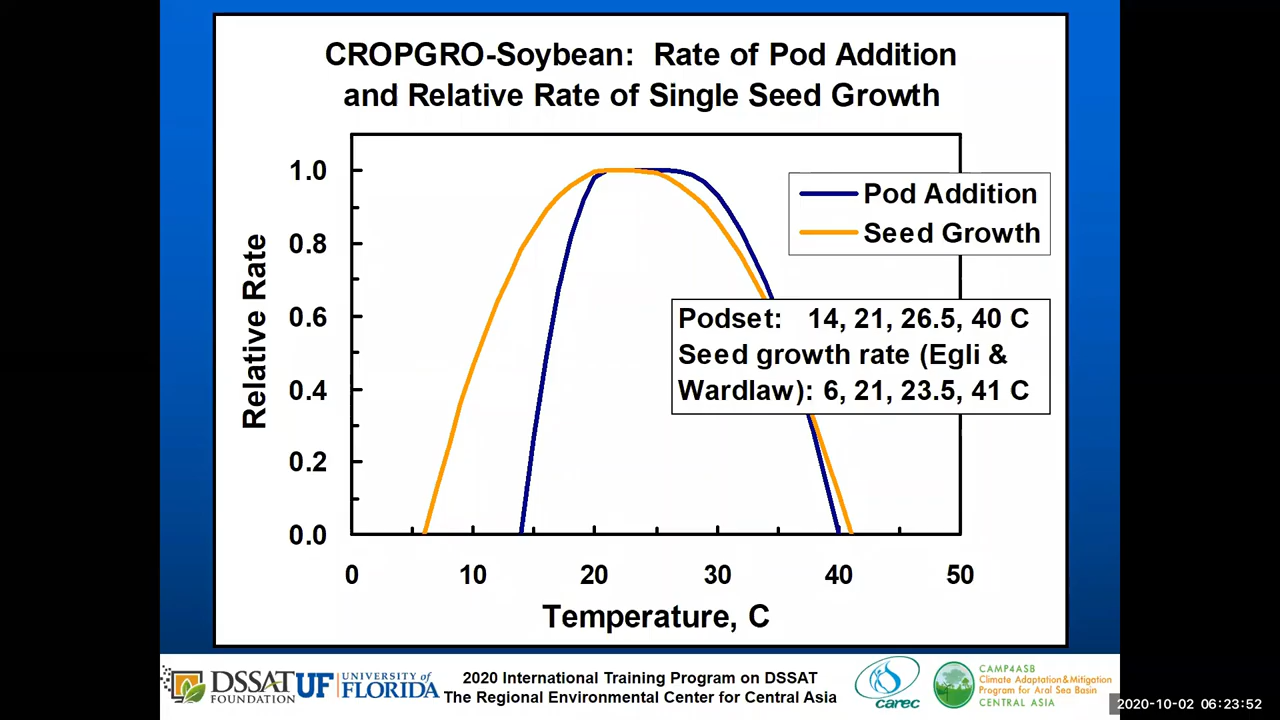 CROPGRO-Soybean: Rate of Pod Addition
and Relative Rate of Single Seed Growth
1.0
0.8
0.6
0.4
0.2
0.0
Relative Rate
Pod Addition
Seed Growth
Podset: 14, 21, 26.5, 40 C
Seed growth rate (Egli &
Wardlaw): 6, 21, 23.5, 41 C
0 10 20 30 40 50
Temperature, C
DSSAT
FOUNDATION
UF
UNIVERSITY of
FLORIDA
2020 International Training Program on DSSAT
The Regional Environmental Center for Central Asia
carec
CAMP4ASB
Climate Adaptation & Mitigation
Program for Aral Sea Basin
CENTRAL ASIA
2020-10-02 06:23:52